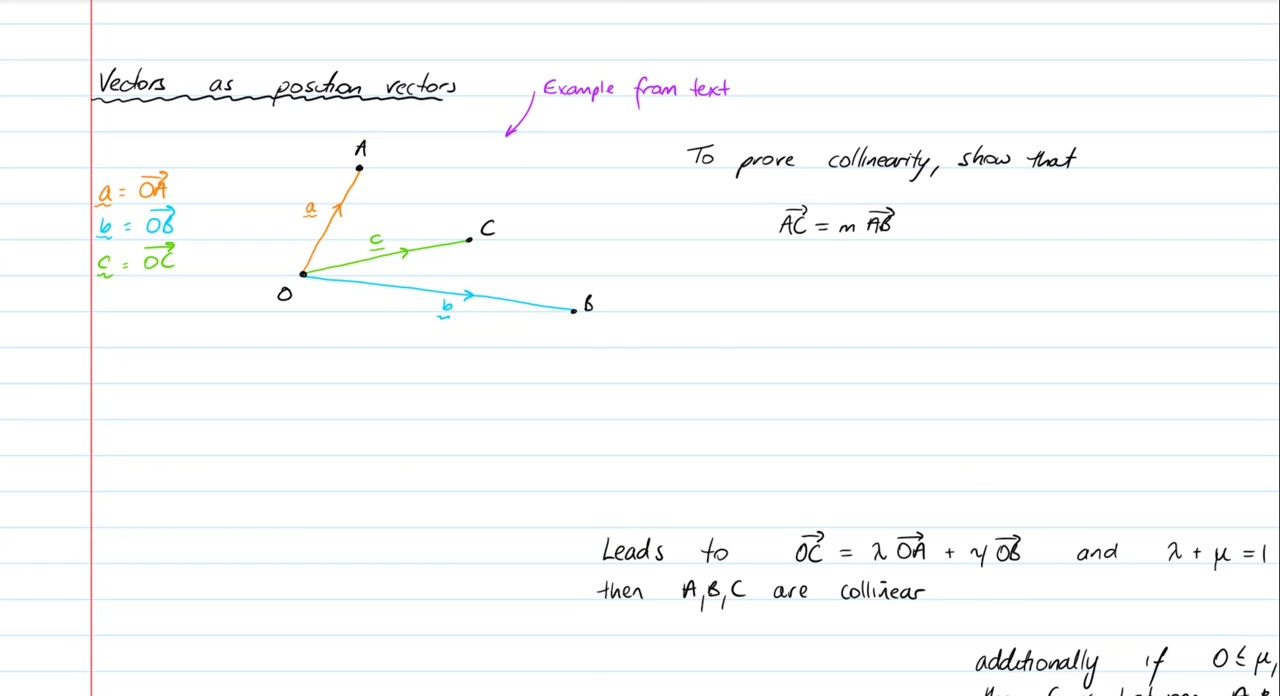 Vectors as position vectors
Example from text
To prove collinearity, show that
AC⃗ = m AB⃗
a = OA⃗
b = OB⃗
c = OC⃗
A
a
C
c
O
b
B
Leads to OC⃗ = λ OA⃗ + μ OB⃗ and λ + μ = 1
then A, B, C are collinear
additionally if 0 ≤ μ,